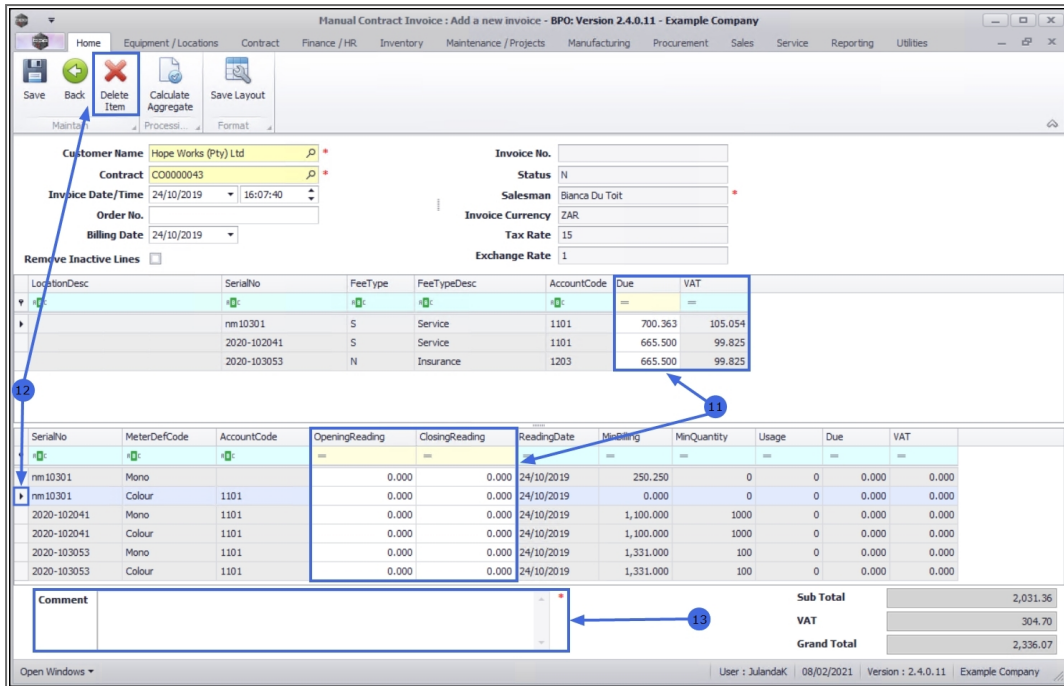 Manual Contract Invoice : Add a new invoice - BPO: Version 2.4.0.11 - Example Company
Home Equipment / Locations Contract Finance / HR Inventory Maintenance / Projects Manufacturing Procurement Sales Service Reporting Utilities
Save Back Delete Item Calculate Aggregate Save Layout
Maintain Processi... Format
Customer Name Hope Works (Pty) Ltd * Invoice No.
Contract CO0000043 * Status N
Invoice Date/Time 24/10/2019 16:07:40 Salesman Bianca Du Toit *
Order No. Invoice Currency ZAR
Billing Date 24/10/2019 Tax Rate 15
Remove Inactive Lines Exchange Rate 1
LocationDesc SerialNo FeeType FeeTypeDesc AccountCode Due VAT
= =
nm10301 S Service 1101 700.363 105.054
2020-102041 S Service 1101 665.500 99.825
2020-103053 N Insurance 1203 665.500 99.825
12
11
SerialNo MeterDefCode AccountCode OpeningReading ClosingReading ReadingDate MinBilling MinQuantity Usage Due VAT
= = = = = = = =
nm10301 Mono 0.000 0.000 24/10/2019 250.250 0 0 0.000 0.000
nm10301 Colour 1101 0.000 0.000 24/10/2019 0.000 0 0 0.000 0.000
2020-102041 Mono 1101 0.000 0.000 24/10/2019 1,100.000 1000 0 0.000 0.000
2020-102041 Colour 1101 0.000 0.000 24/10/2019 1,100.000 1000 0 0.000 0.000
2020-103053 Mono 1101 0.000 0.000 24/10/2019 1,331.000 100 0 0.000 0.000
2020-103053 Colour 1101 0.000 0.000 24/10/2019 1,331.000 100 0 0.000 0.000
Comment * Sub Total 2,031.36
13 VAT 304.70
Grand Total 2,336.07
Open Windows User : JulandaK 08/02/2021 Version : 2.4.0.11 Example Company